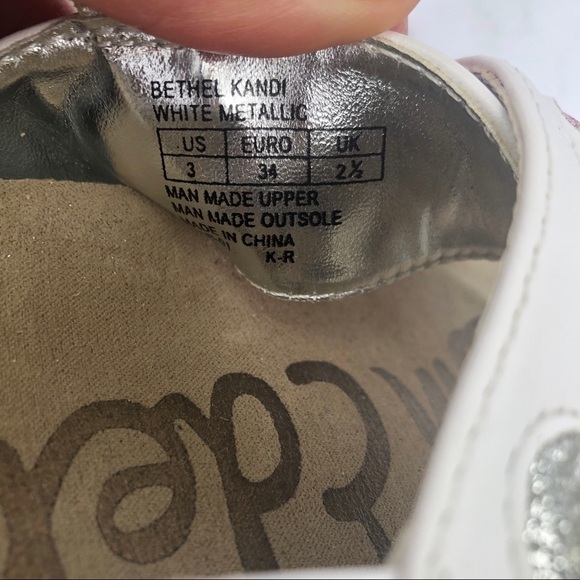 BETHEL KANDI
WHITE METALLIC
US EURO UK
3 34 2½
MAN MADE UPPER
MAN MADE OUTSOLE
MADE IN CHINA
K-R